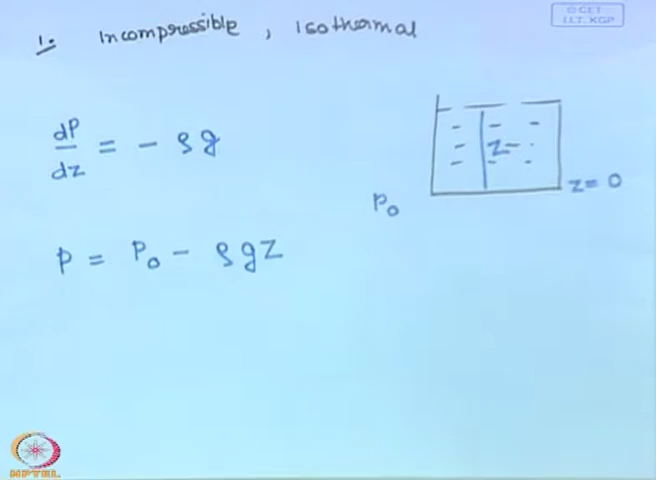 1. Incompressible, Isothermal
© CET
I.I.T. KGP
dP/dz = - ρg
z
z = 0
P₀
P = P₀ - ρgz
NPTEL